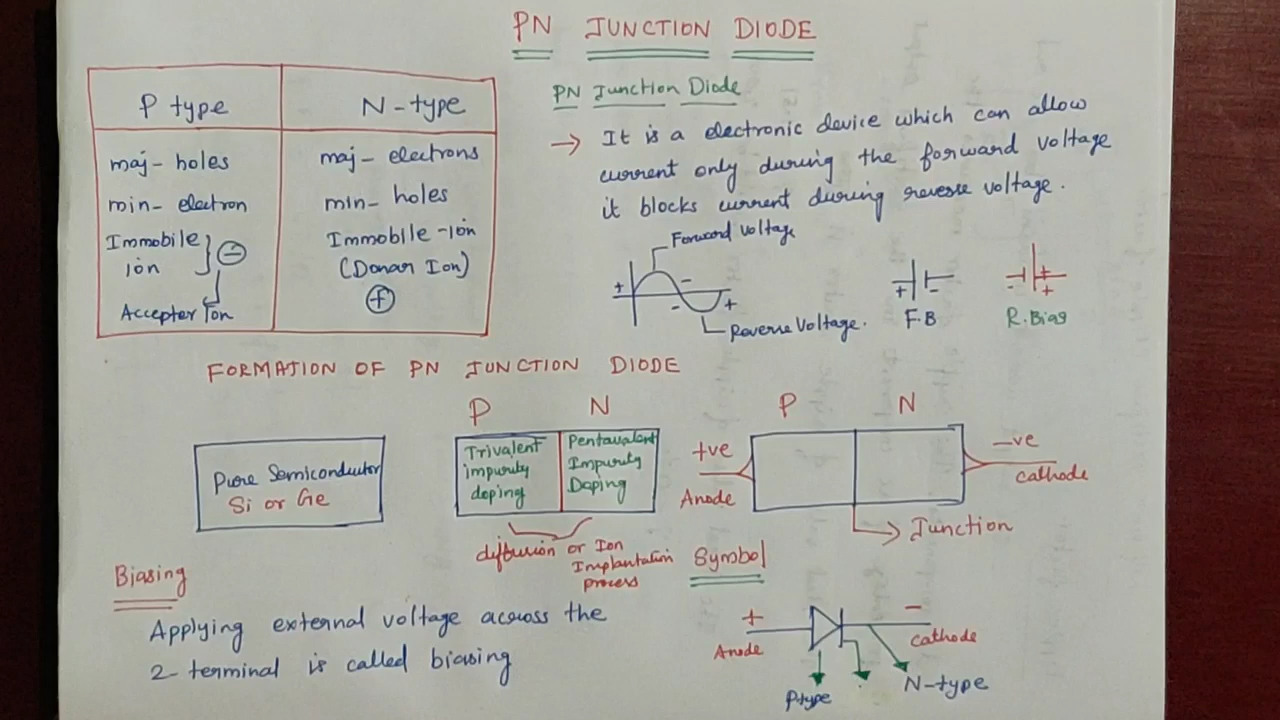 PN JUNCTION DIODE
P type
N-type
maj- holes
maj- electrons
min- electron
min- holes
Immobile
ion
−
Immobile-ion
(Donar Ion)
+
Accepter Ion
PN Junction Diode
→ It is a electronic device which can allow
current only during the forward voltage
it blocks current during reverse voltage.
Forward voltage
+ − − +
Reverse Voltage.
+ −
F.B
− + +
R.Bias
FORMATION OF PN JUNCTION DIODE
Pure Semiconductor
Si or Ge
P N
Trivalent
impurity
doping
Pentavalent
Impurity
Doping
diffusion or Ion
Implantation
process
P N
+ve
Anode
-ve
cathode
Junction
Biasing
Applying external voltage across the
2- terminal is called biasing
Symbol
+ −
Anode
cathode
P-type
N-type